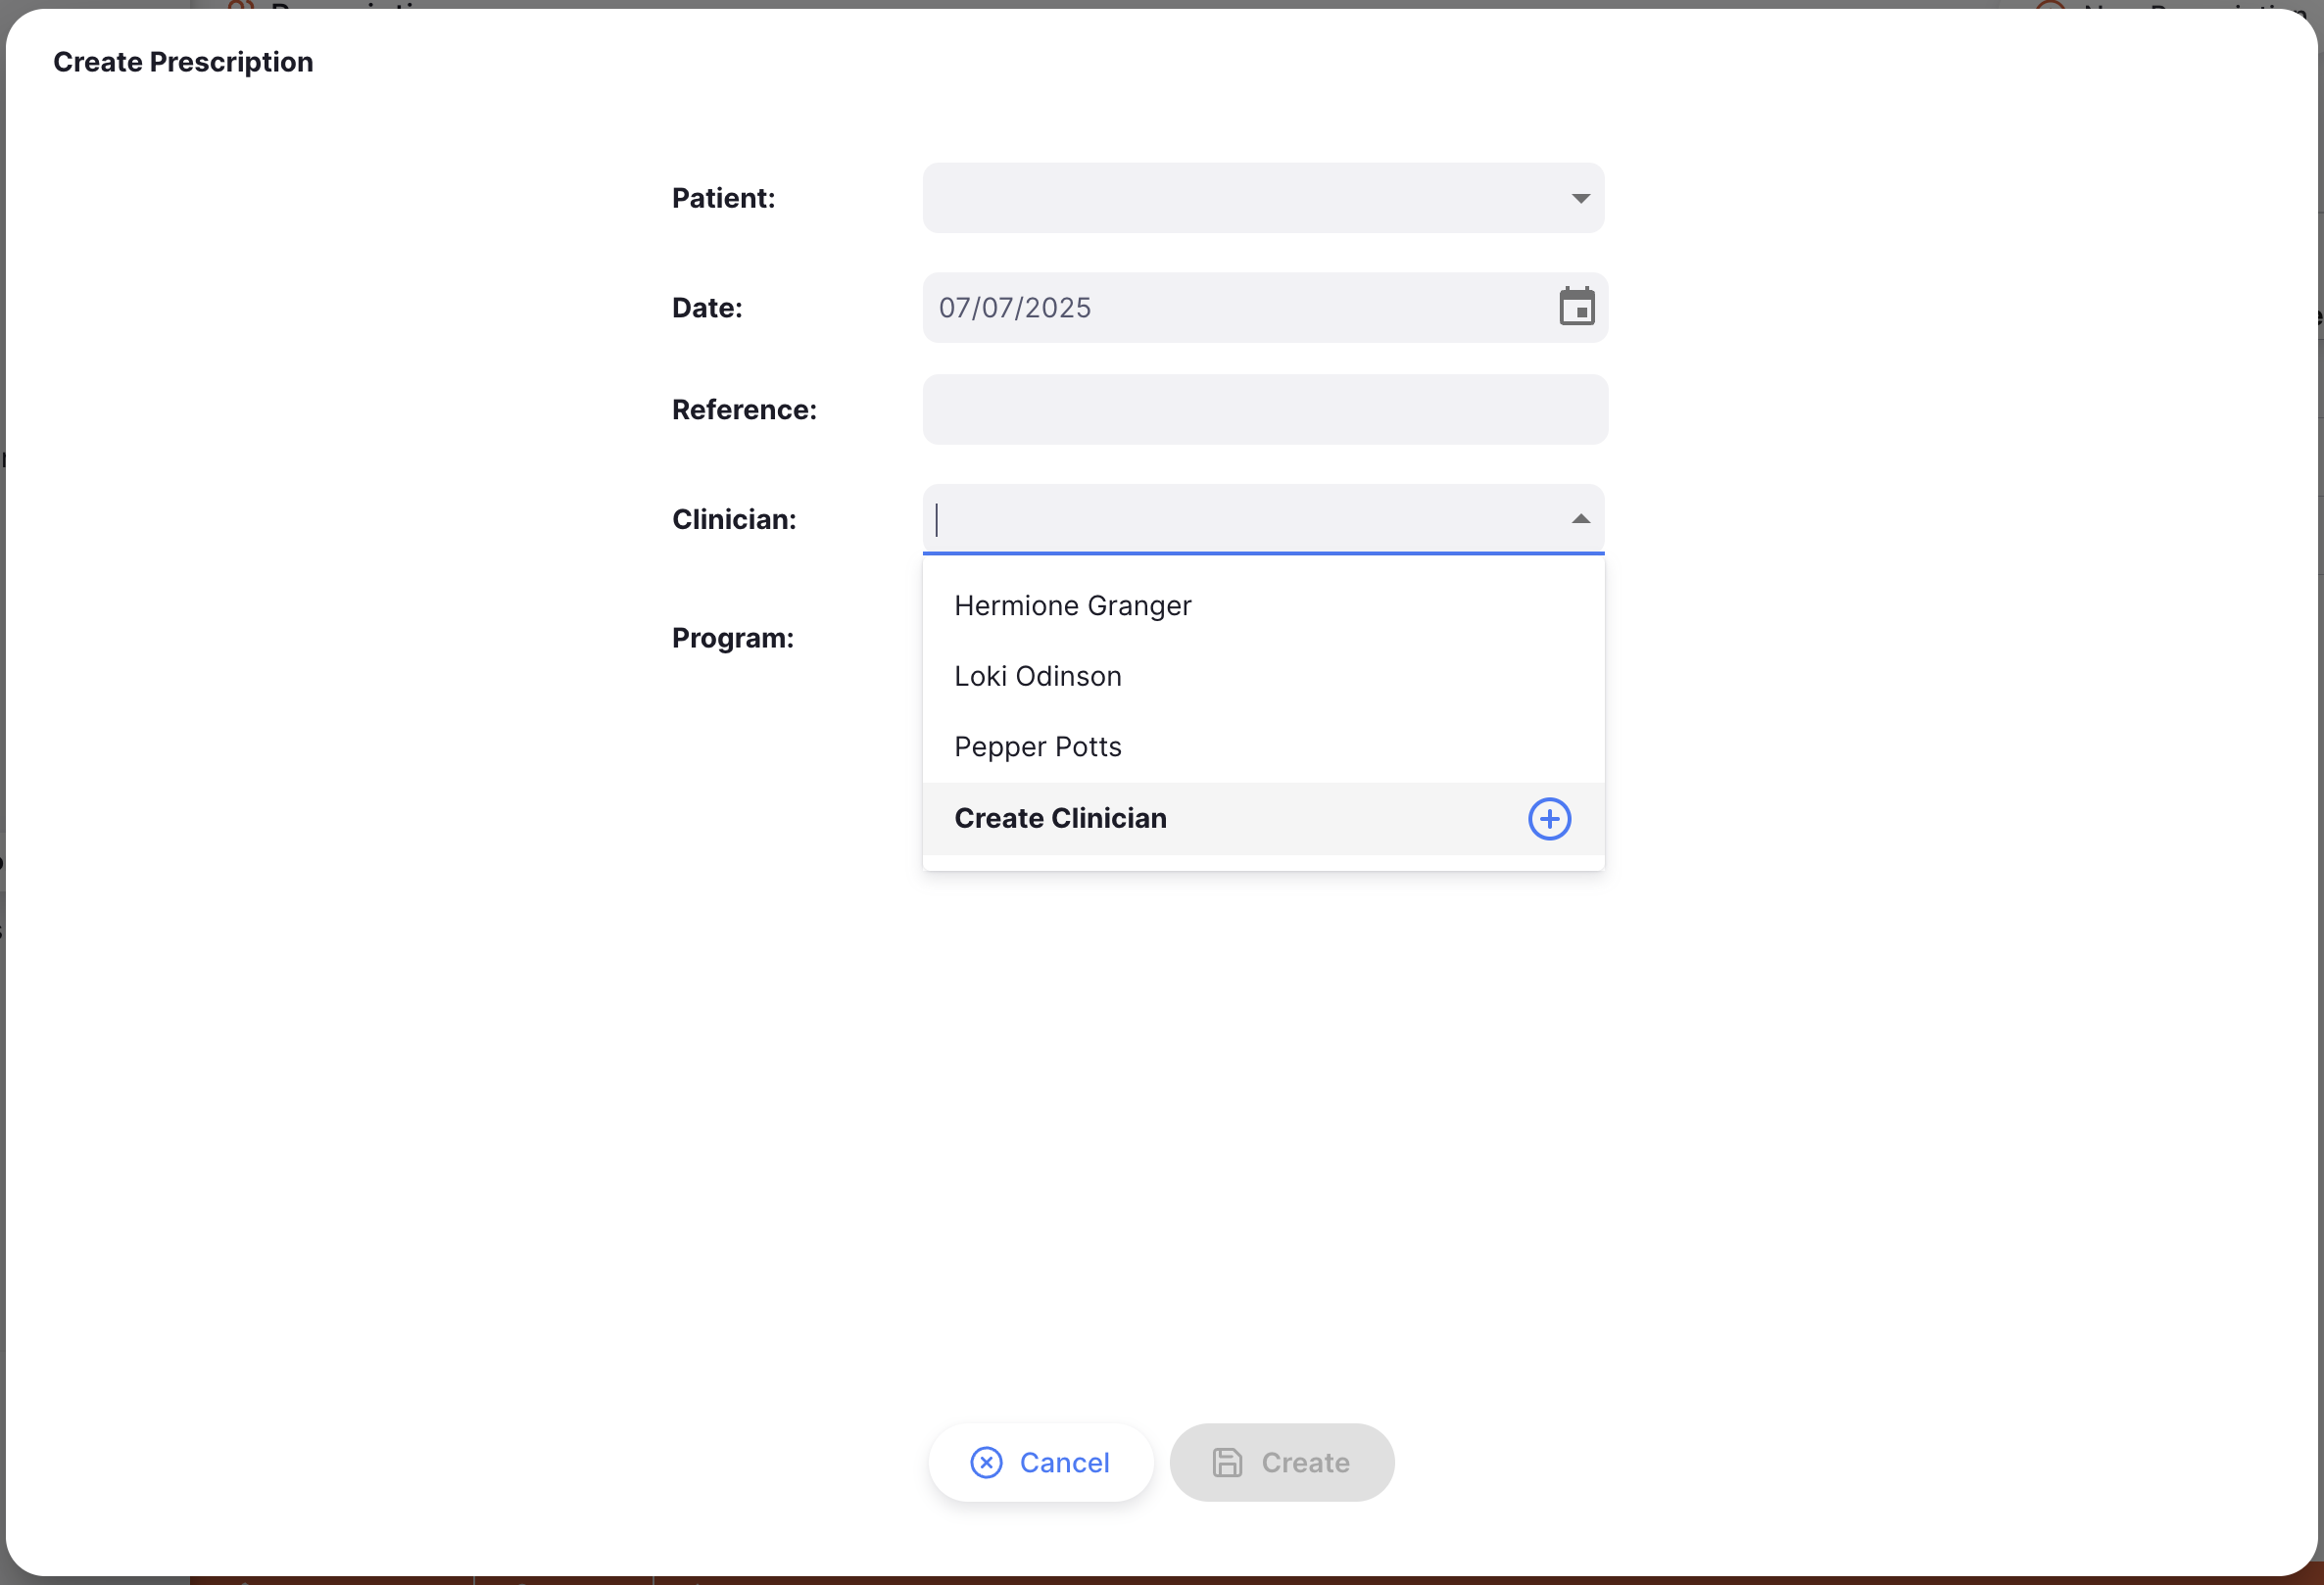 Create Prescription
Patient:
Date: 07/07/2025
Reference:
Clinician:
Hermione Granger
Program:
Loki Odinson
Pepper Potts
Create Clinician
Cancel Create